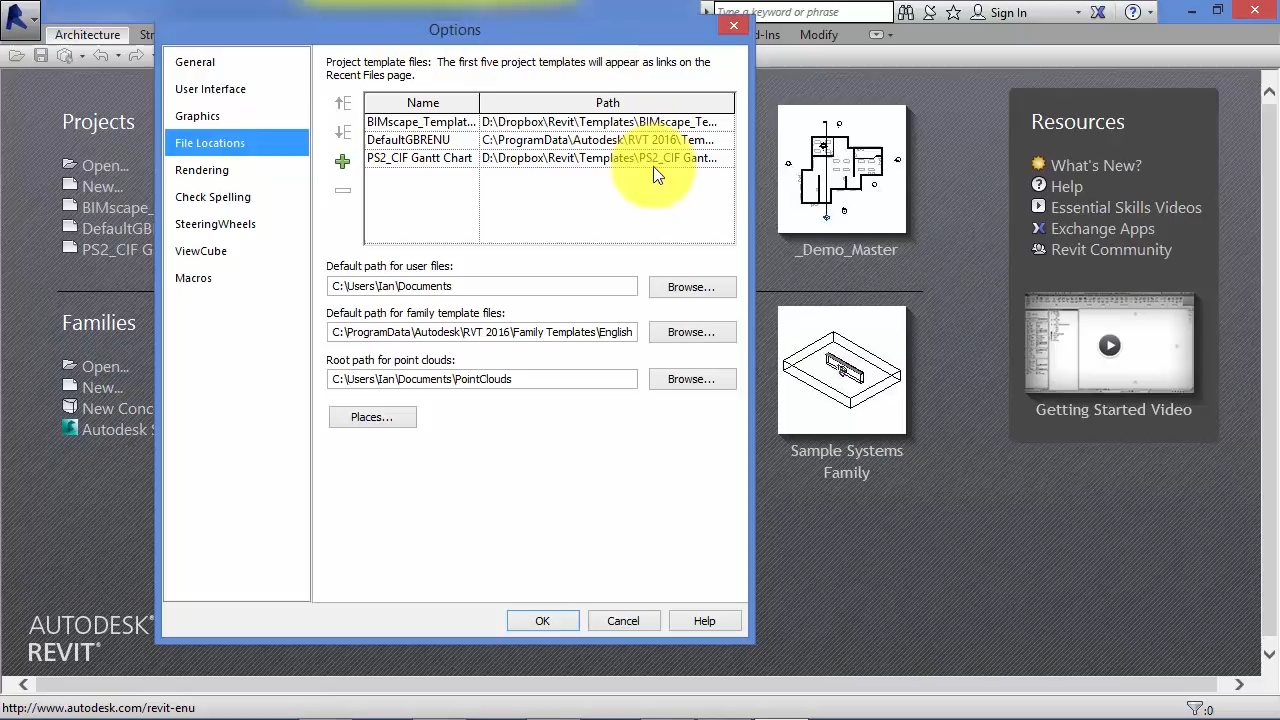 Type a keyword or phrase
Sign In
Options
Architecture
Str
Add-Ins
Modify
General
User Interface
Graphics
File Locations
Rendering
Check Spelling
SteeringWheels
ViewCube
Macros
Project template files: The first five project templates will appear as links on the
Recent Files page.
Name
Path
BIMscape_Templat...
D:\Dropbox\Revit\Templates\BIMscape_Te...
DefaultGBRENU
C:\ProgramData\Autodesk\RVT 2016\Tem...
PS2_CIF Gantt Chart
D:\Dropbox\Revit\Templates\PS2_CIF Gant...
Default path for user files:
C:\Users\Ian\Documents
Browse...
Default path for family template files:
C:\ProgramData\Autodesk\RVT 2016\Family Templates\English
Browse...
Root path for point clouds:
C:\Users\Ian\Documents\PointClouds
Browse...
Places...
OK
Cancel
Help
Projects
Open...
New...
BIMscape_
DefaultGB
PS2_CIF G
Families
Open...
New...
New Conc
Autodesk S
AUTODESK®
REVIT®
_Demo_Master
Sample Systems
Family
Resources
What's New?
Help
Essential Skills Videos
Exchange Apps
Revit Community
Getting Started Video
http://www.autodesk.com/revit-enu
:0